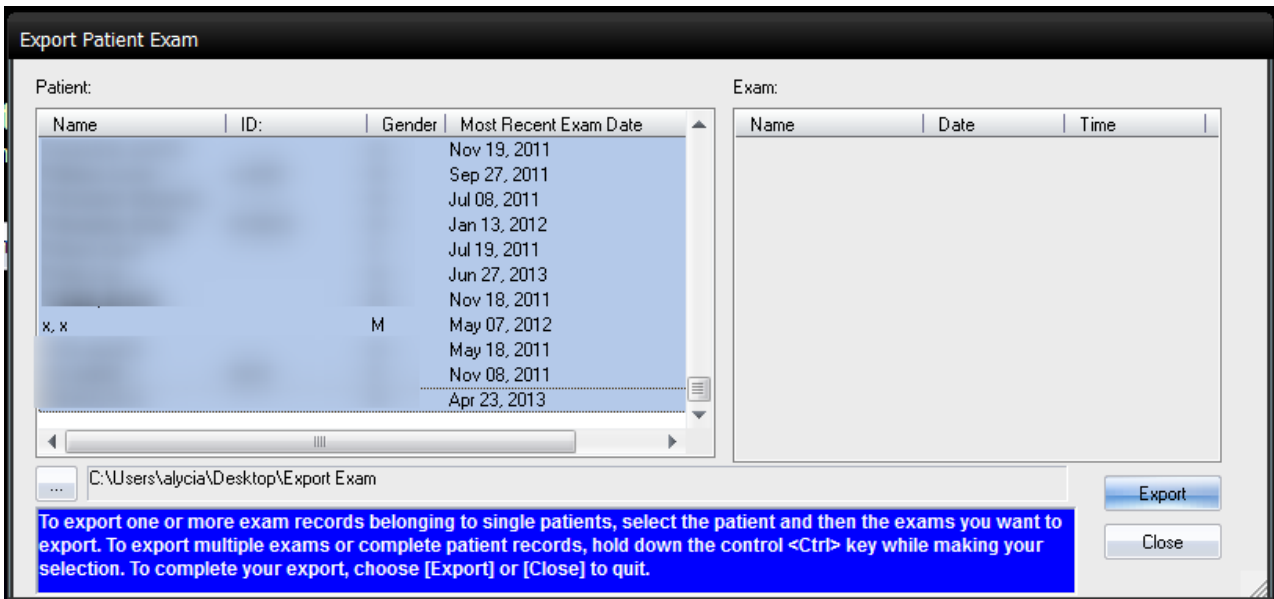 Export Patient Exam
Patient: Exam:
Name ID: Gender Most Recent Exam Date Name Date Time
Nov 19, 2011
Sep 27, 2011
Jul 08, 2011
Jan 13, 2012
Jul 19, 2011
Jun 27, 2013
Nov 18, 2011
x, x M May 07, 2012
May 18, 2011
Nov 08, 2011
Apr 23, 2013
... C:\Users\alycia\Desktop\Export Exam
Export
To export one or more exam records belonging to single patients, select the patient and then the exams you want to
export. To export multiple exams or complete patient records, hold down the control <Ctrl> key while making your
selection. To complete your export, choose [Export] or [Close] to quit.
Close